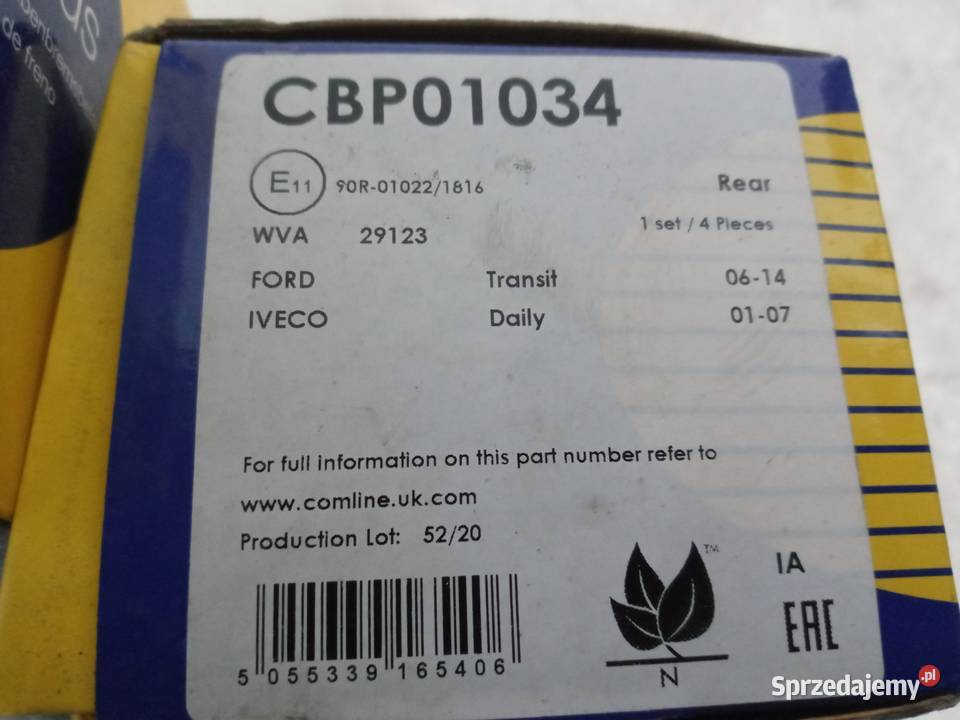 de freno
CBP01034
E11 90R-01022/1816
Rear
1 set / 4 Pieces
WVA 29123
FORD Transit 06-14
IVECO Daily 01-07
For full information on this part number refer to
www.comline.uk.com
Production Lot: 52/20
5 055339 165406
TM
N
IA
EAC
Sprzedajemy.pl